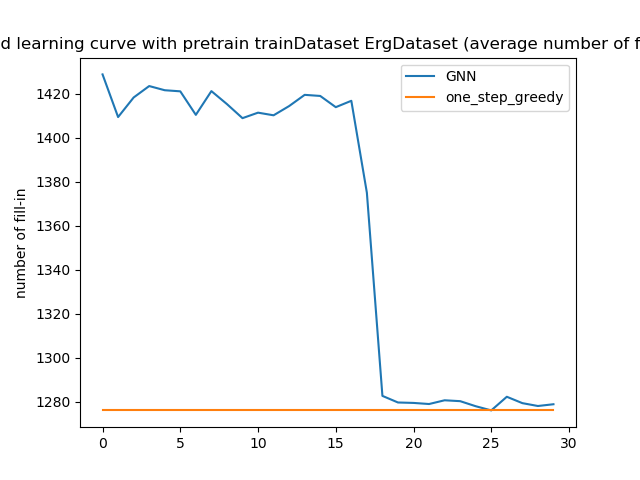 d learning curve with pretrain trainDataset ErgDataset (average number of f
GNN
one_step_greedy
number of fill-in
1420
1400
1380
1360
1340
1320
1300
1280
0 5 10 15 20 25 30